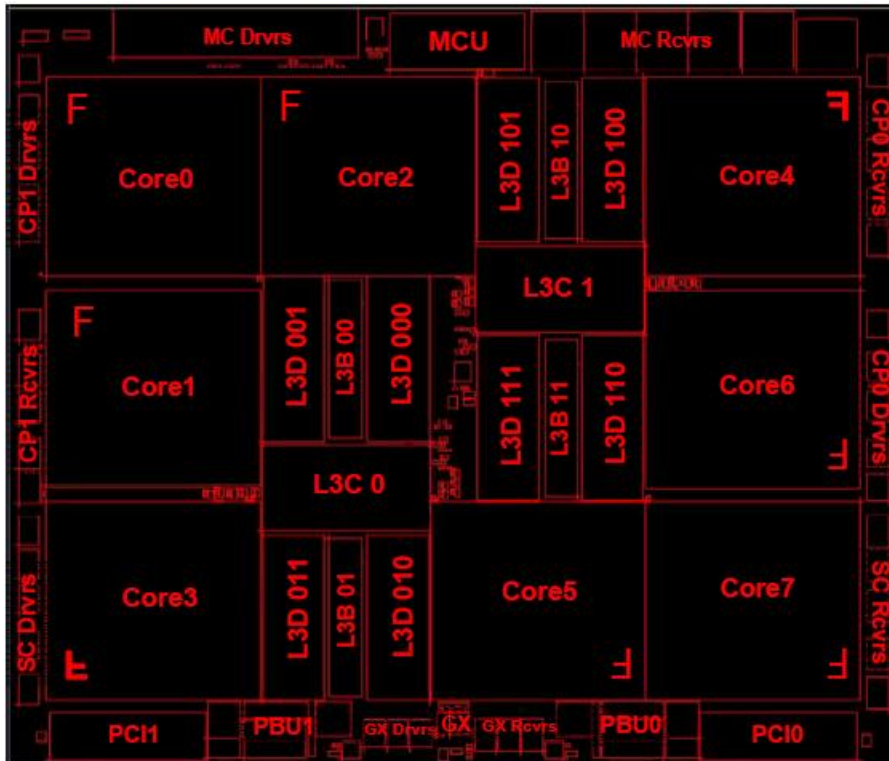 MC Drvrs
MCU
MC Rcvrs
CP1 Drvrs
F
Core0
F
Core2
L3D 101
L3B 10
L3D 100
F
Core4
CP0 Rcvrs
L3C 1
CP1 Rcvrs
F
Core1
L3D 001
L3B 00
L3D 000
L3D 111
L3B 11
L3D 110
Core6
F
CP0 Drvrs
L3C 0
SC Drvrs
Core3
F
L3D 011
L3B 01
L3D 010
Core5
F
Core7
F
SC Rcvrs
PCI1
PBU1
GX Drvrs
GX
GX Rcvrs
PBU0
PCI0